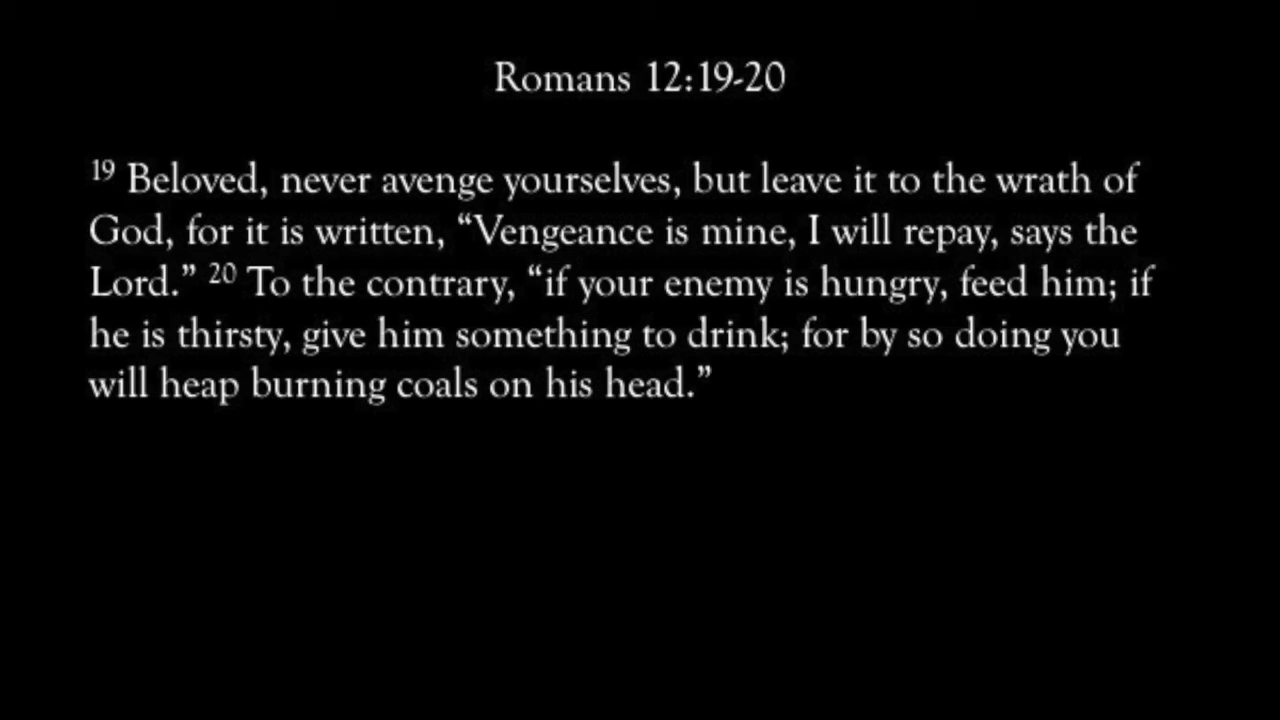 Romans 12:19-20
19 Beloved, never avenge yourselves, but leave it to the wrath of
God, for it is written, “Vengeance is mine, I will repay, says the
Lord.” 20 To the contrary, “if your enemy is hungry, feed him; if
he is thirsty, give him something to drink; for by so doing you
will heap burning coals on his head.”